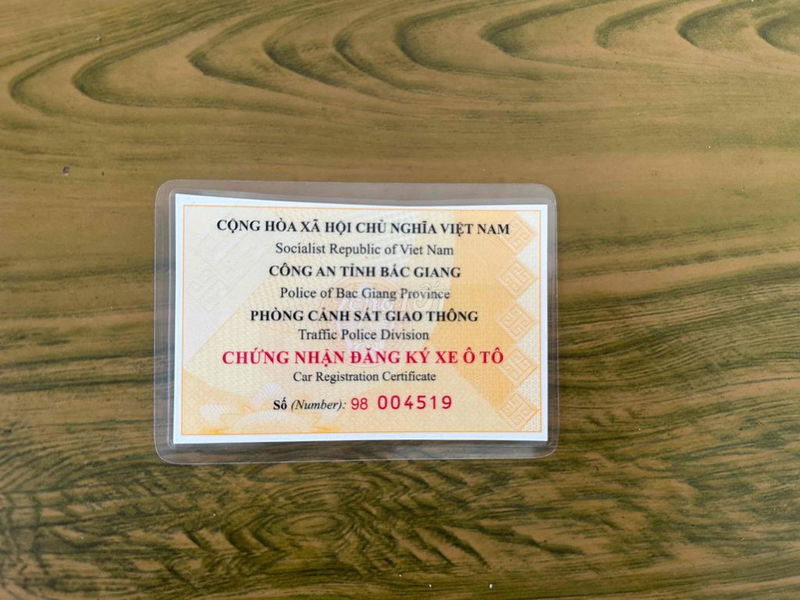 CỘNG HÒA XÃ HỘI CHỦ NGHĨA VIỆT NAM
Socialist Republic of Viet Nam
CÔNG AN TỈNH BẮC GIANG
Police of Bac Giang Province
PHÒNG CẢNH SÁT GIAO THÔNG
Traffic Police Division
CHỨNG NHẬN ĐĂNG KÝ XE Ô TÔ
Car Registration Certificate
Số (Number): 98 004519